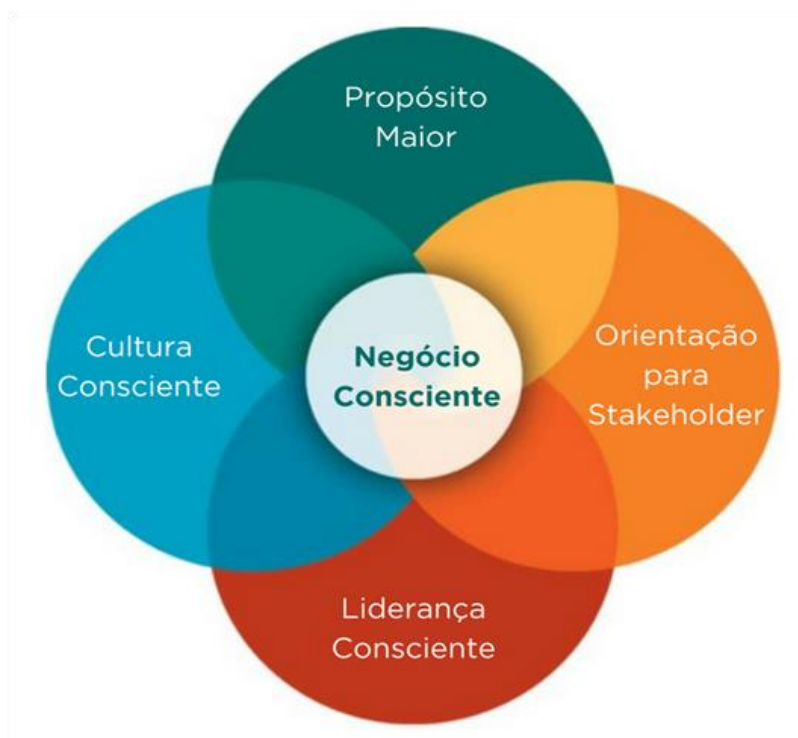 Propósito
Maior
Cultura
Consciente
Negócio
Consciente
Orientação
para
Stakeholder
Liderança
Consciente